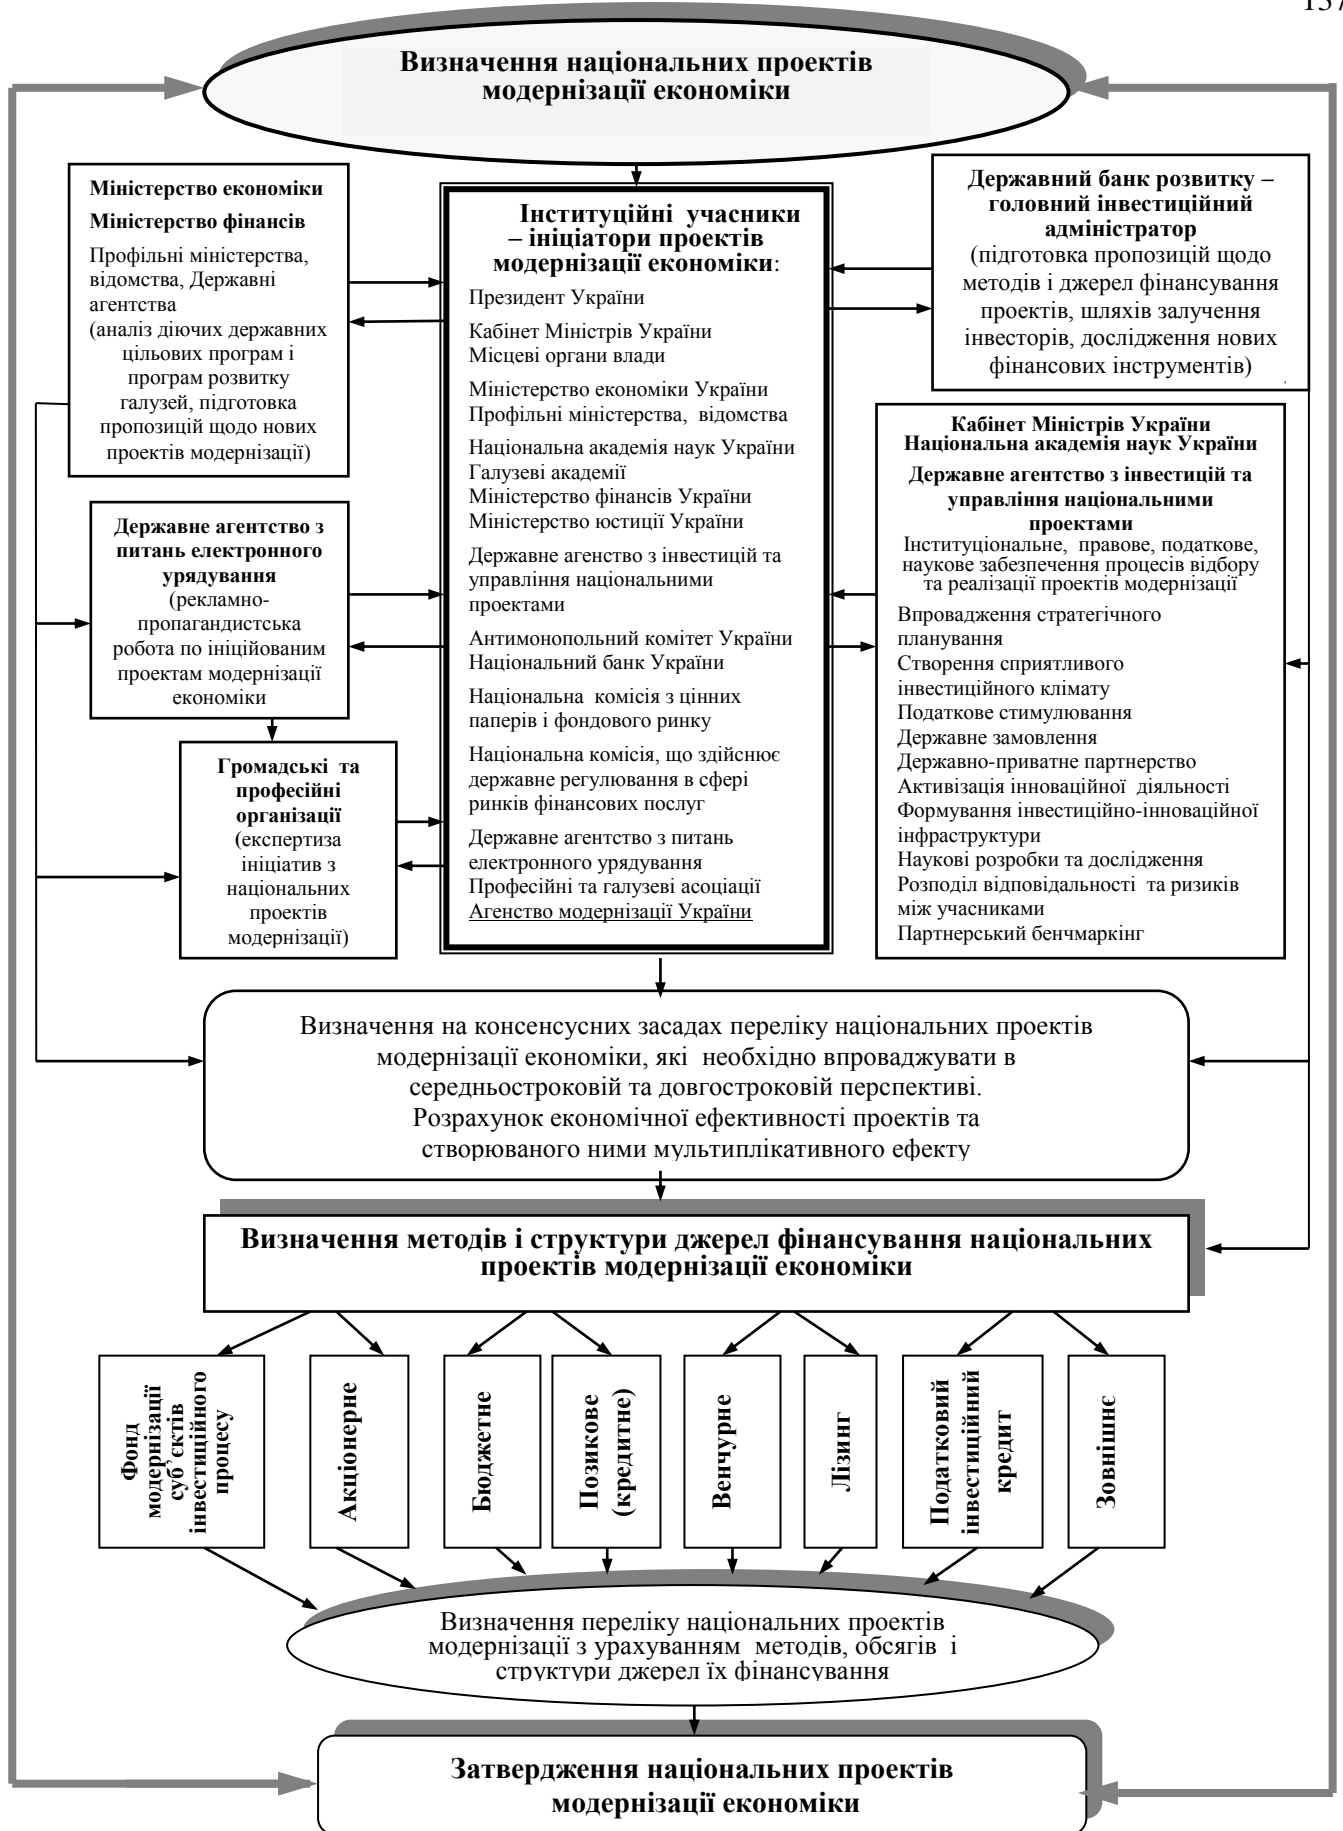 137
Визначення національних проектів
модернізації економіки
Міністерство економіки
Міністерство фінансів
Профільні міністерства,
відомства, Державні
агентства
(аналіз діючих державних
цільових програм і
програм розвитку
галузей, підготовка
пропозицій щодо нових
проектів модернізації)
Державне агентство з
питань електронного
урядування
(рекламно-
пропагандистська
робота по ініційованим
проектам модернізації
економіки
Громадські та
професійні
організації
(експертиза
ініціатив з
національних
проектів
модернізації)
Інституційні учасники
– ініціатори проектів
модернізації економіки:
Президент України
Кабінет Міністрів України
Місцеві органи влади
Міністерство економіки України
Профільні міністерства, відомства
Національна академія наук України
Галузеві академії
Міністерство фінансів України
Міністерство юстиції України
Державне агенство з інвестицій та
управління національними
проектами
Антимонопольний комітет України
Національний банк України
Національна комісія з цінних
паперів і фондового ринку
Національна комісія, що здійснює
державне регулювання в сфері
ринків фінансових послуг
Державне агентство з питань
електронного урядування
Професійні та галузеві асоціації
Агенство модернізації України
Державний банк розвитку –
головний інвестиційний
адміністратор
(підготовка пропозицій щодо
методів і джерел фінансування
проектів, шляхів залучення
інвесторів, дослідження нових
фінансових інструментів)
Кабінет Міністрів України
Національна академія наук України
Державне агентство з інвестицій та
управління національними
проектами
Інституціональне, правове, податкове,
наукове забезпечення процесів відбору
та реалізації проектів модернізації
Впровадження стратегічного
планування
Створення сприятливого
інвестиційного клімату
Податкове стимулювання
Державне замовлення
Державно-приватне партнерство
Активізація інноваційної діяльності
Формування інвестиційно-інноваційної
інфраструктури
Наукові розробки та дослідження
Розподіл відповідальності та ризиків
між учасниками
Партнерський бенчмаркінг
Визначення на консенсусних засадах переліку національних проектів
модернізації економіки, які необхідно впроваджувати в
середньостроковій та довгостроковій перспективі.
Розрахунок економічної ефективності проектів та
створюваного ними мультиплікативного ефекту
Визначення методів і структури джерел фінансування національних
проектів модернізації економіки
Фонд
модернізації
суб’єктів
інвестиційного
процесу
Акціонерне
Бюджетне
Позикове
(кредитне)
Венчурне
Лізинг
Податковий
інвестиційний
кредит
Зовнішнє
Визначення переліку національних проектів
модернізації з урахуванням методів, обсягів і
структури джерел їх фінансування
Затвердження національних проектів
модернізації економіки